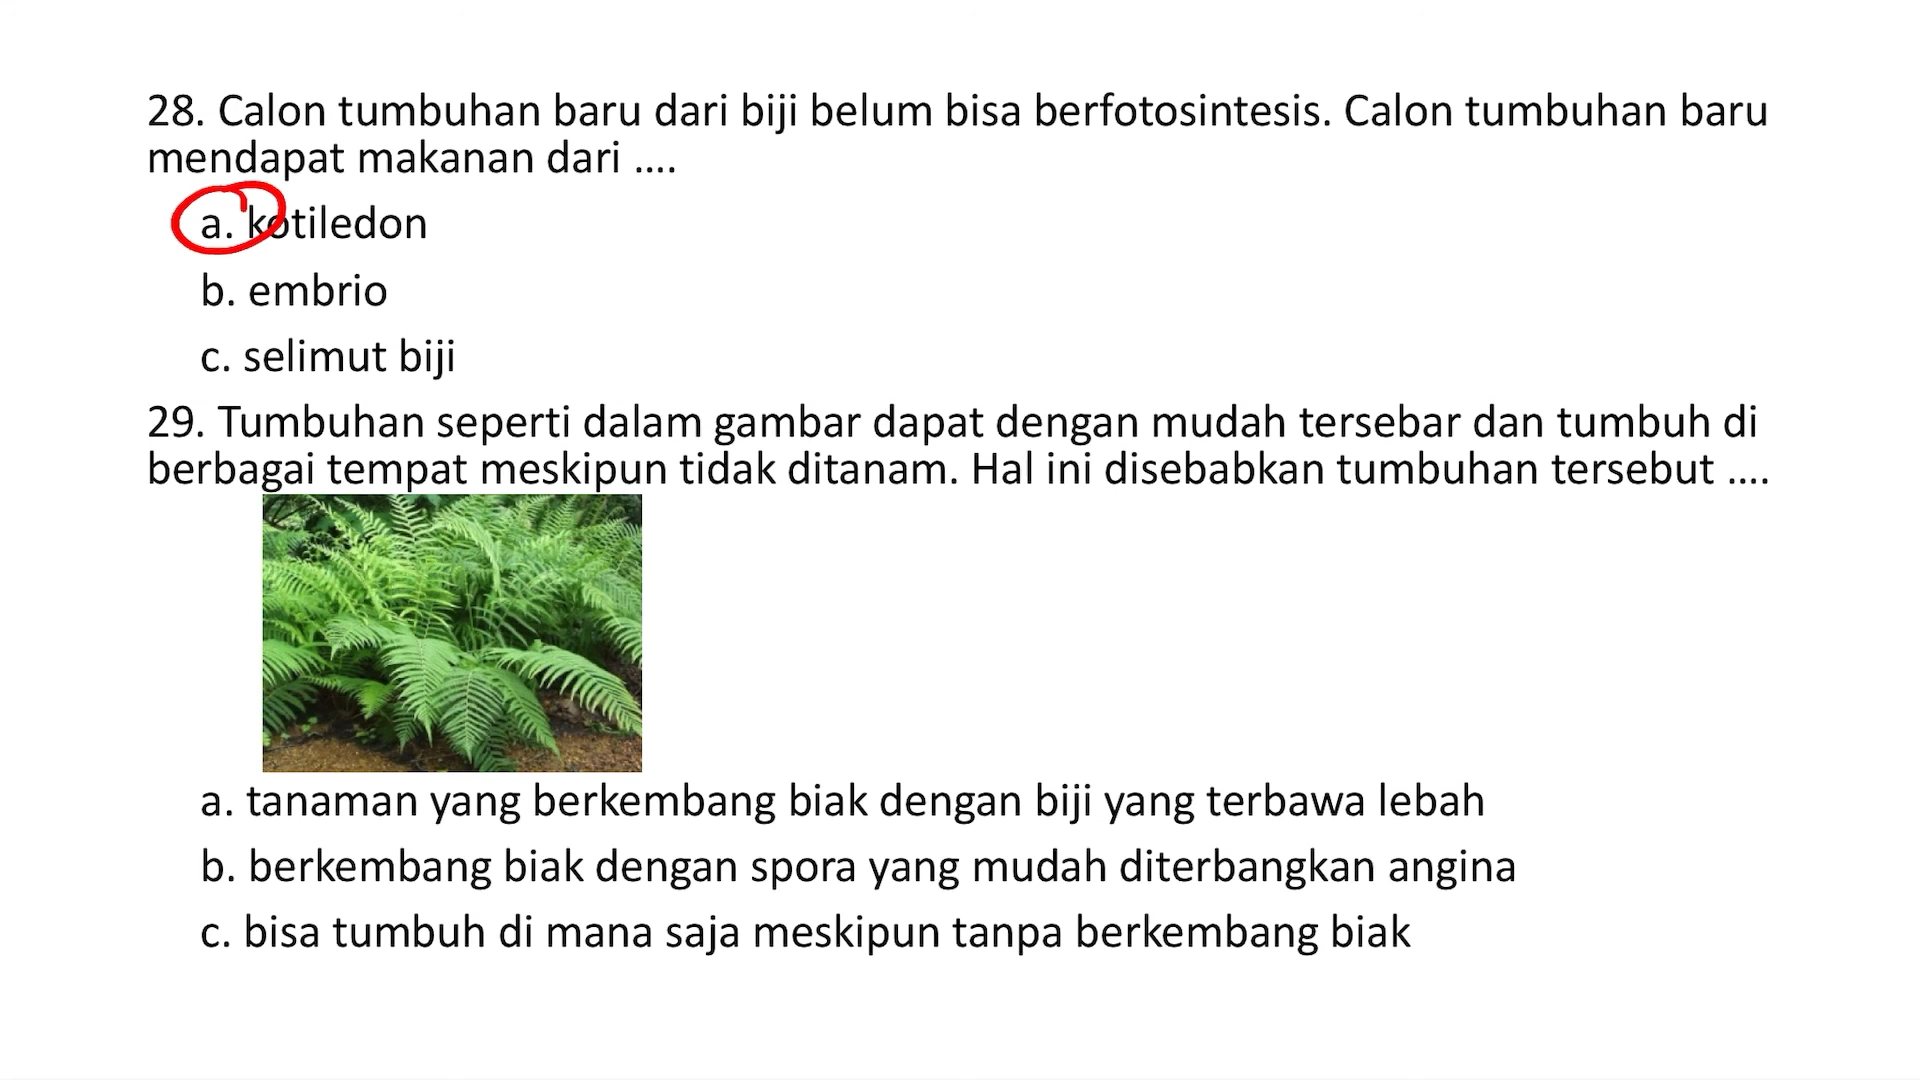 28. Calon tumbuhan baru dari biji belum bisa berfotosintesis. Calon tumbuhan baru
mendapat makanan dari ....
a. kotiledon
b. embrio
c. selimut biji
29. Tumbuhan seperti dalam gambar dapat dengan mudah tersebar dan tumbuh di
berbagai tempat meskipun tidak ditanam. Hal ini disebabkan tumbuhan tersebut ....
a. tanaman yang berkembang biak dengan biji yang terbawa lebah
b. berkembang biak dengan spora yang mudah diterbangkan angina
c. bisa tumbuh di mana saja meskipun tanpa berkembang biak